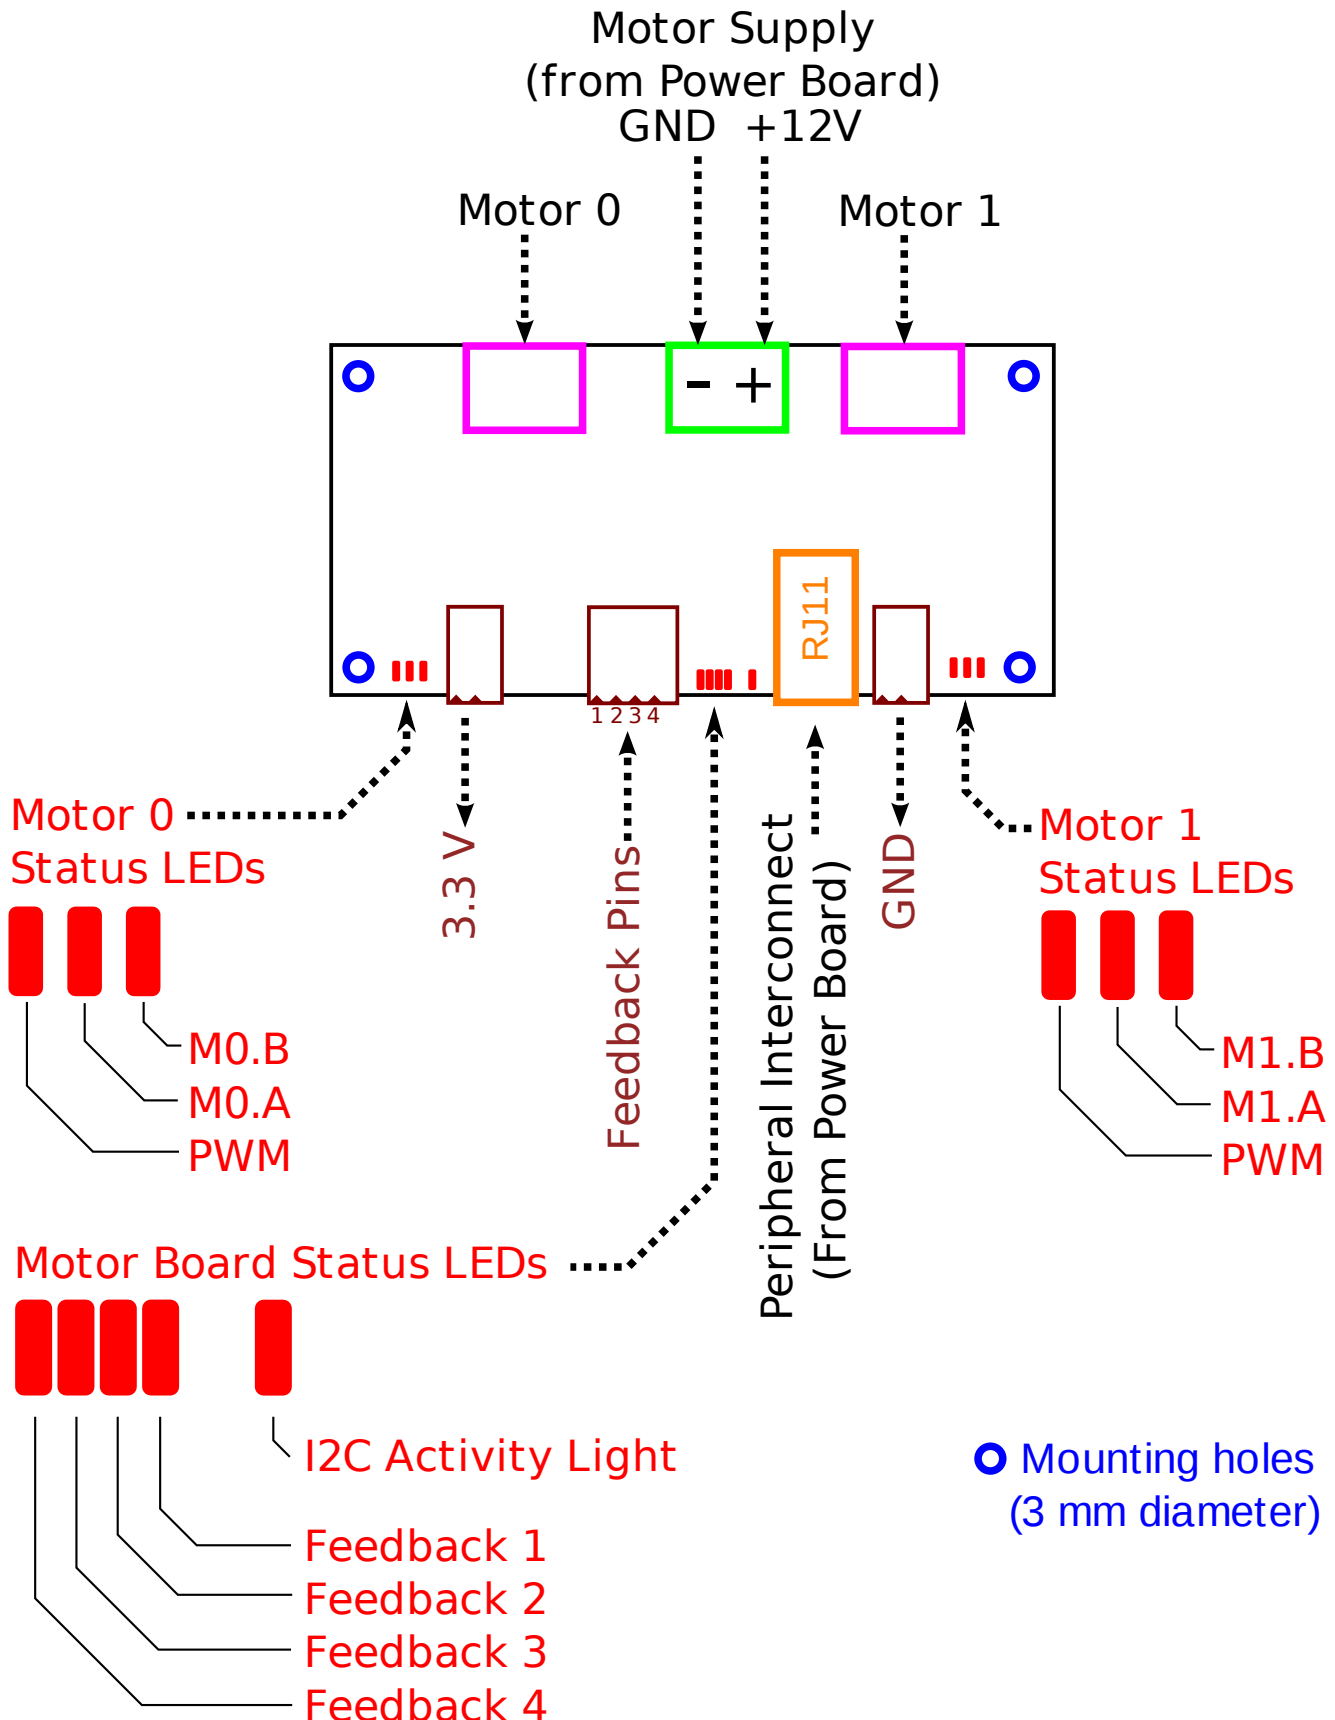 Motor Supply
(from Power Board)
GND +12V
Motor 0
Motor 1
- +
RJ11
1 2 3 4
Motor 0
Status LEDs
M0.B
M0.A
PWM
3.3 V
Feedback Pins
Peripheral Interconnect
(From Power Board)
GND
Motor 1
Status LEDs
M1.B
M1.A
PWM
Motor Board Status LEDs
I2C Activity Light
Feedback 1
Feedback 2
Feedback 3
Feedback 4
Mounting holes
(3 mm diameter)